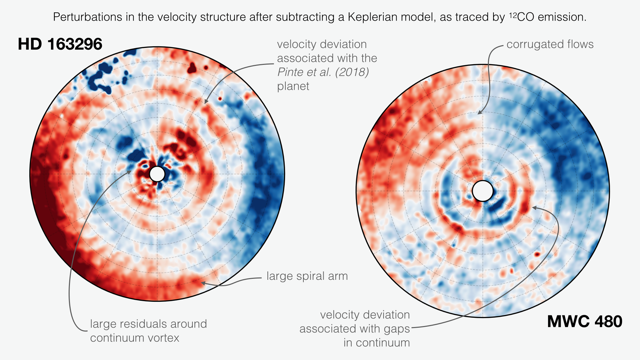 Perturbations in the velocity structure after subtracting a Keplerian model, as traced by ¹²CO emission.
HD 163296
velocity deviation
associated with the
Pinte et al. (2018)
planet
corrugated flows
large spiral arm
large residuals around
continuum vortex
velocity deviation
associated with gaps
in continuum
MWC 480